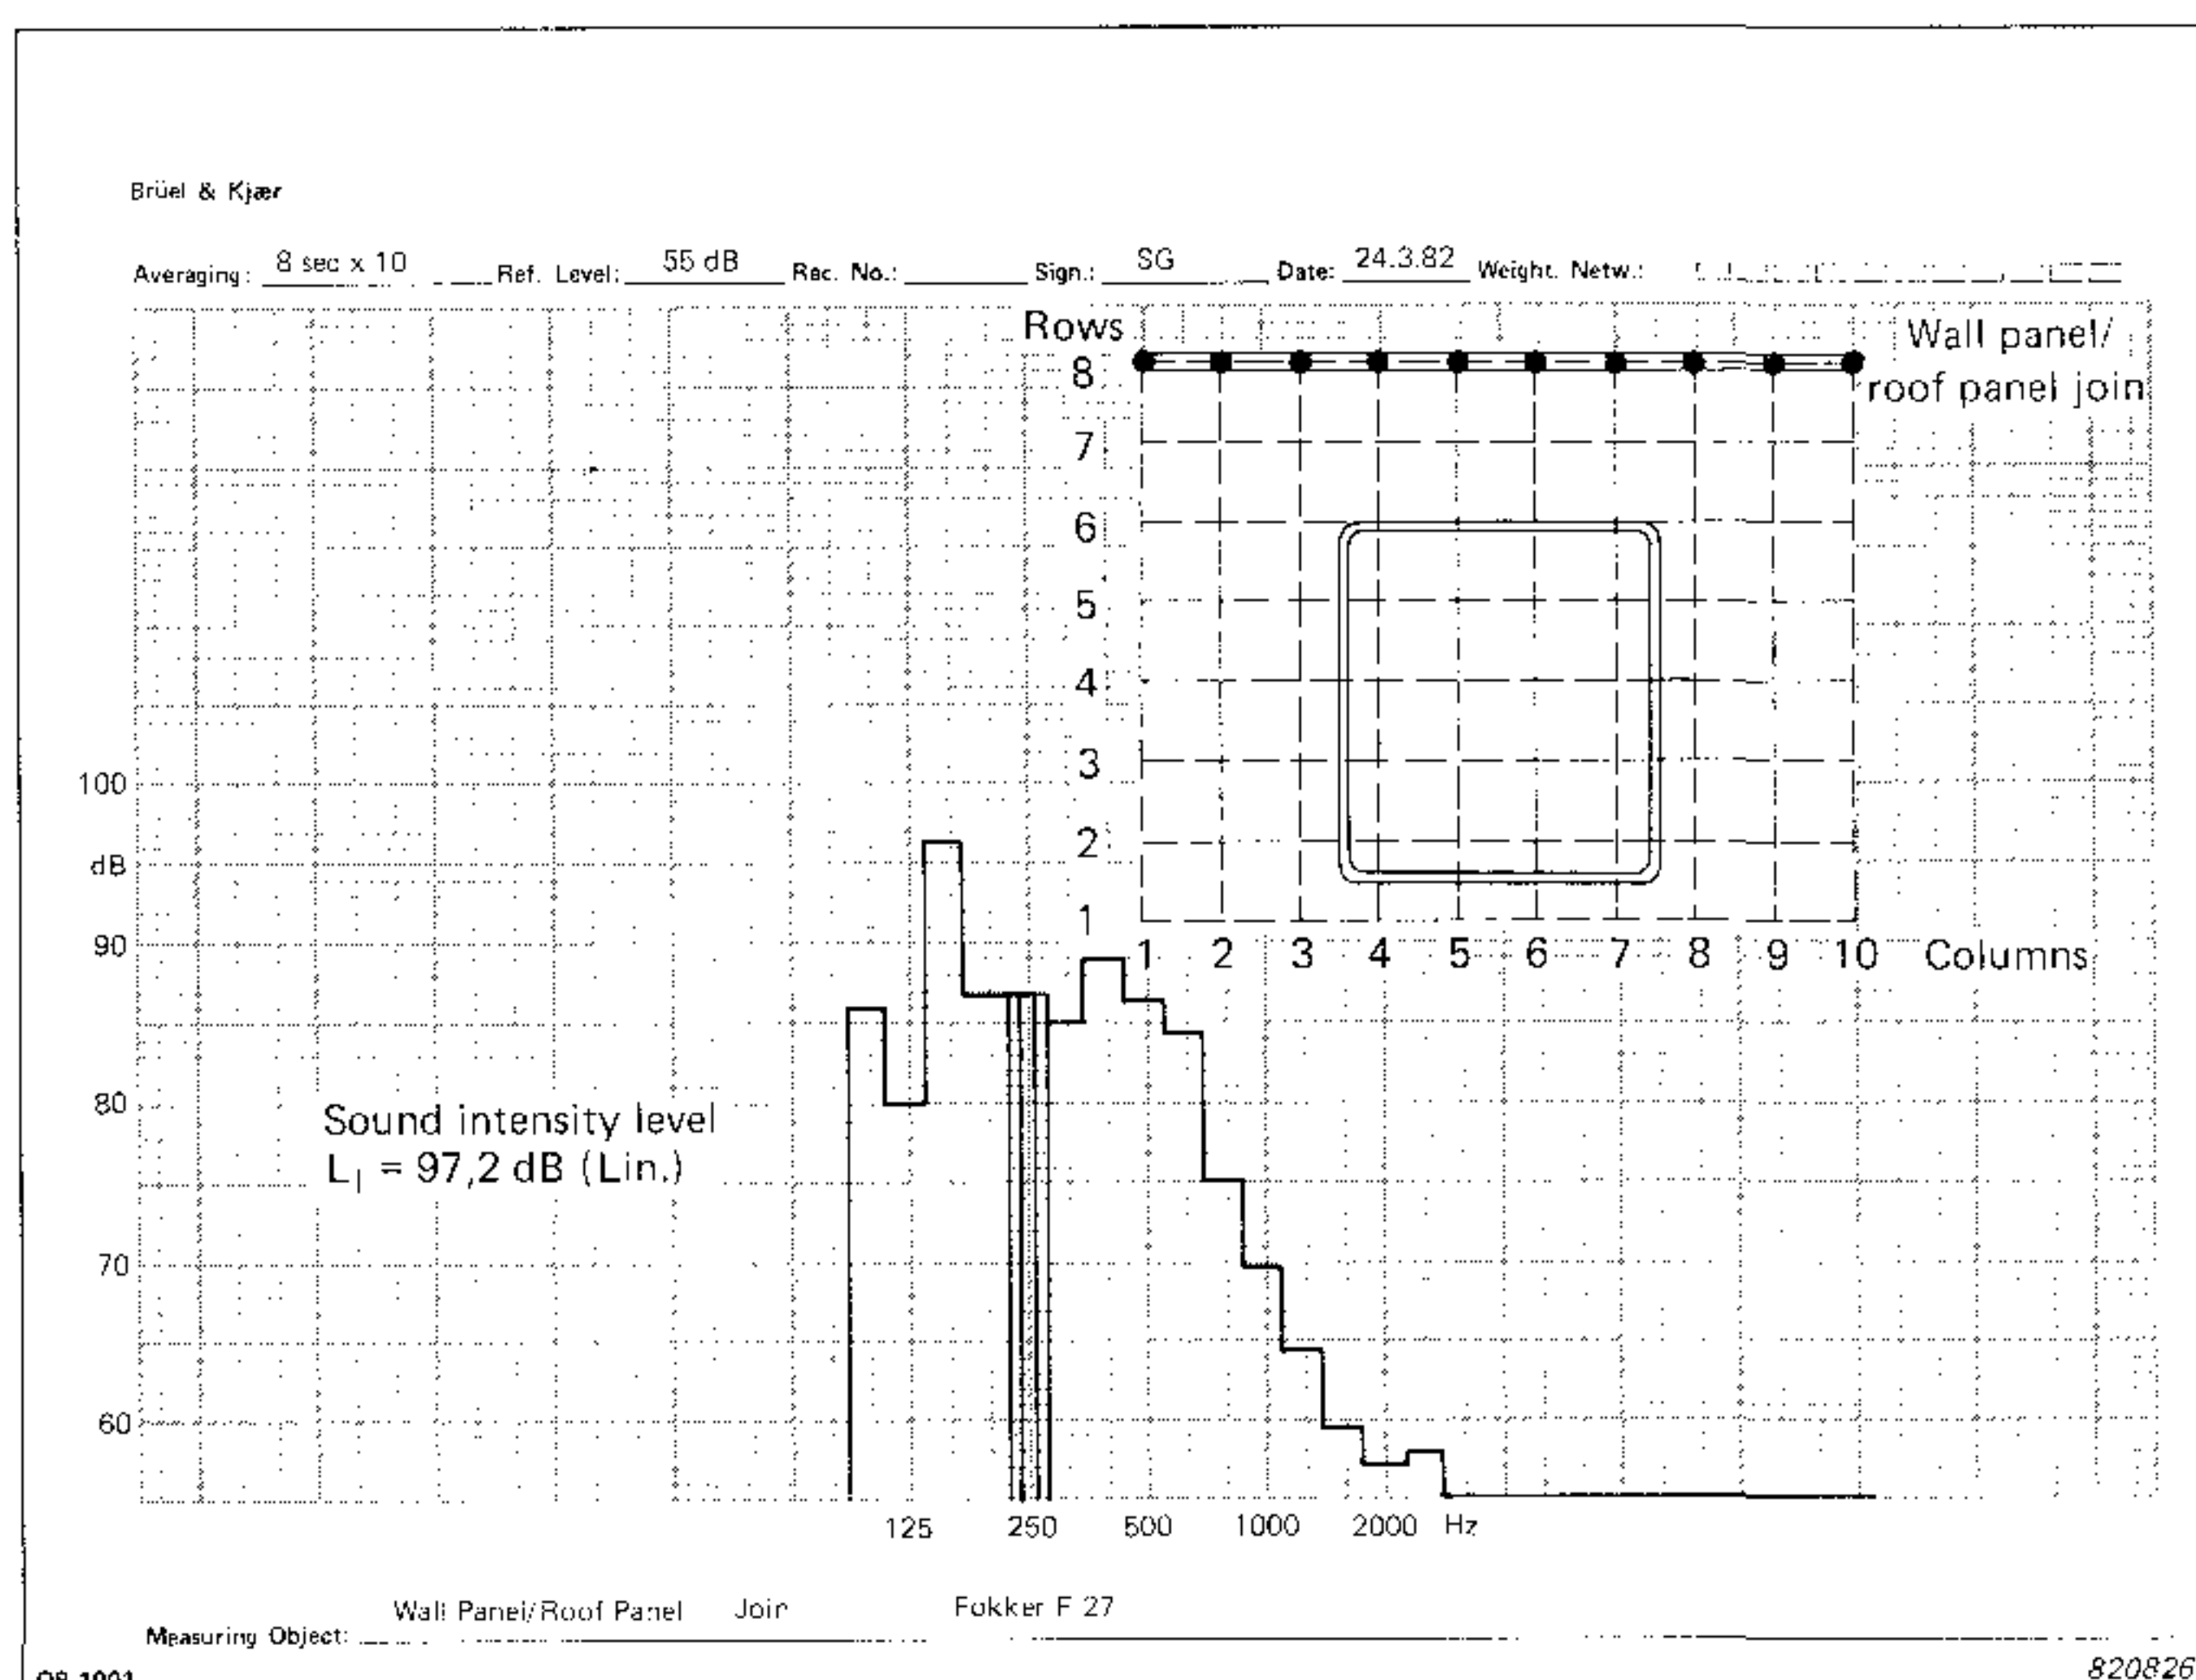 Brüel & Kjær
Averaging: 8 sec x 10 Ref. Level: 55 dB Rec. No.: Sign.: SG Date: 24.3.82 Weight. Netw.:
Rows
Wall panel/
roof panel join
8
7
6
5
4
3
2
1
1 2 3 4 5 6 7 8 9 10 Columns
100
dB
90
80
70
60
Sound intensity level
L_I = 97,2 dB (Lin.)
125 250 500 1000 2000 Hz
Measuring Object: Wall Panel/Roof Panel Join Fokker F 27
820826